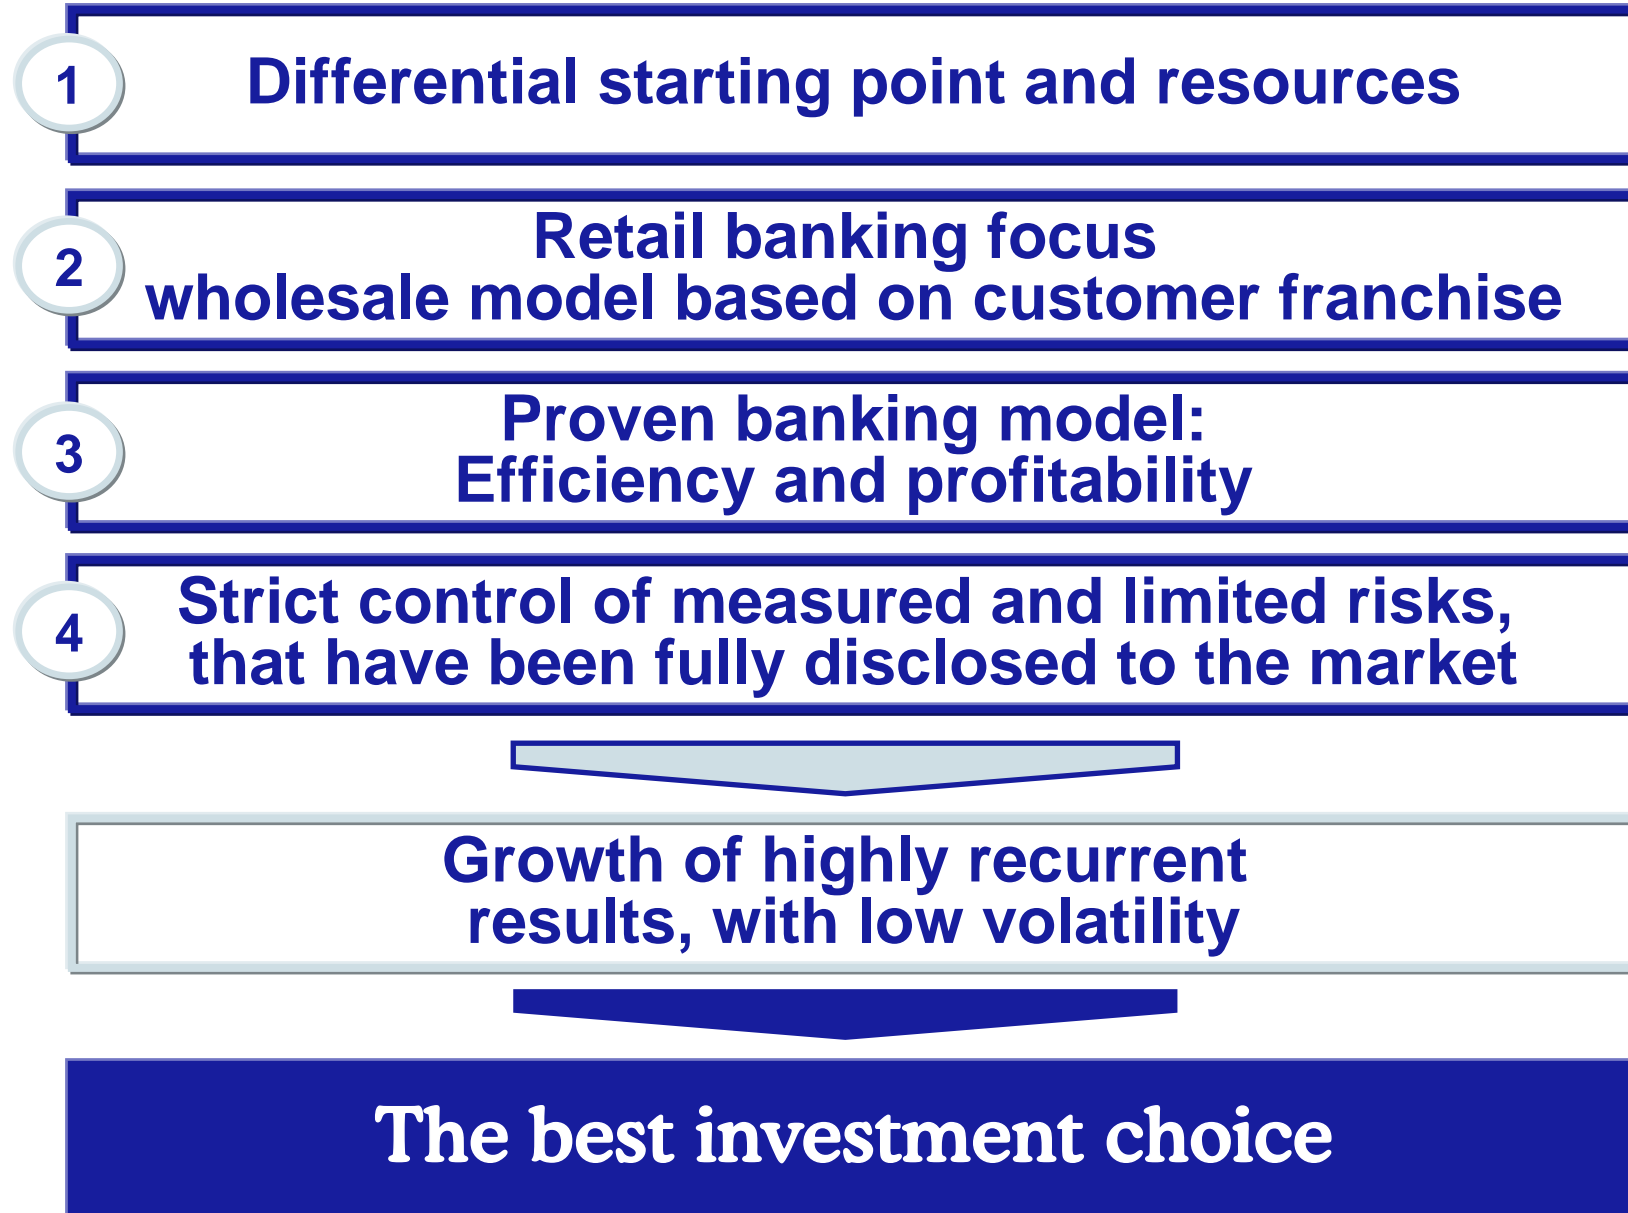 1
Differential starting point and resources
2
Retail banking focus
wholesale model based on customer franchise
3
Proven banking model:
Efficiency and profitability
4
Strict control of measured and limited risks,
that have been fully disclosed to the market
Growth of highly recurrent
results, with low volatility
The best investment choice